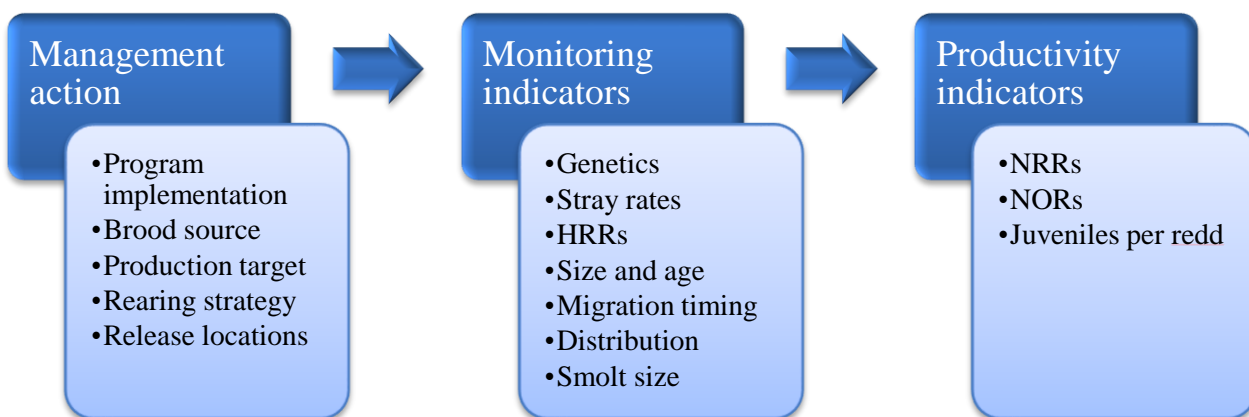 Management
action
•Program
implementation
•Brood source
•Production target
•Rearing strategy
•Release locations
Monitoring
indicators
•Genetics
•Stray rates
•HRRs
•Size and age
•Migration timing
•Distribution
•Smolt size
Productivity
indicators
•NRRs
•NORs
•Juveniles per redd